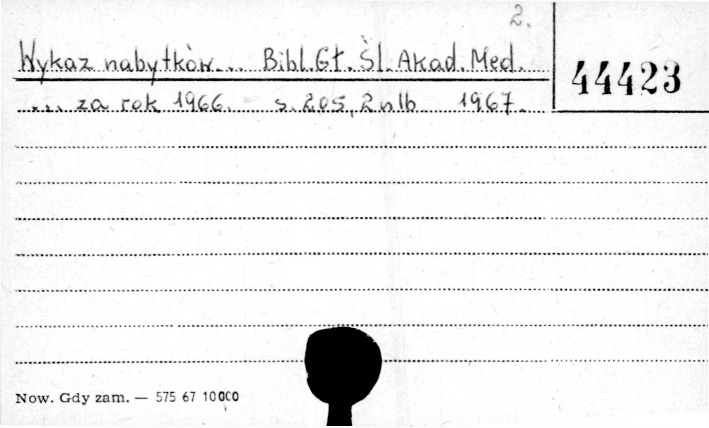 2.
44423
Wykaz nabytków... Bibl. Gł. Śl. Akad. Med.
.... za rok 1966. s. 205, 2 nlb 1967.
Now. Gdy zam. — 575 67 10000